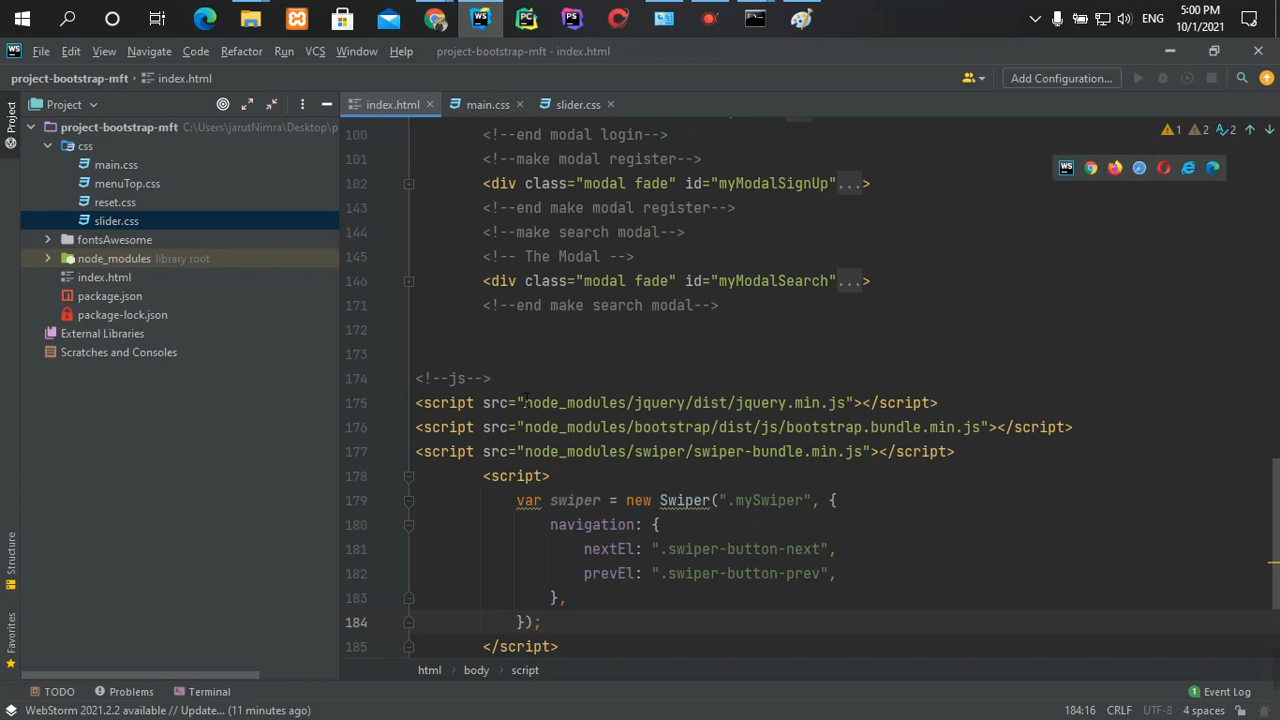 ENG
5:00 PM
10/1/2021
File Edit View Navigate Code Refactor Run VCS Window Help project-bootstrap-mft - index.html
project-bootstrap-mft index.html Add Configuration...
Project
Project
index.html main.css slider.css
project-bootstrap-mft C:\Users\jarutNimra\Desktop\p
css
main.css
menuTop.css
reset.css
slider.css
fontsAwesome
node_modules library root
index.html
package.json
package-lock.json
External Libraries
Scratches and Consoles
1 2 2
100 <!--end modal login-->
101 <!--make modal register-->
102 <div class="modal fade" id="myModalSignUp"...>
143 <!--end make modal register-->
144 <!--make search modal-->
145 <!-- The Modal -->
146 <div class="modal fade" id="myModalSearch"...>
171 <!--end make search modal-->
172
173
174 <!--js-->
175 <script src="node_modules/jquery/dist/jquery.min.js"></script>
176 <script src="node_modules/bootstrap/dist/js/bootstrap.bundle.min.js"></script>
177 <script src="node_modules/swiper/swiper-bundle.min.js"></script>
178 <script>
179 var swiper = new Swiper(".mySwiper", {
180 navigation: {
181 nextEl: ".swiper-button-next",
182 prevEl: ".swiper-button-prev",
183 },
184 });
185 </script>
Structure
Favorites
html body script
TODO Problems Terminal Event Log
WebStorm 2021.2.2 available // Update... (11 minutes ago) 184:16 CRLF UTF-8 4 spaces